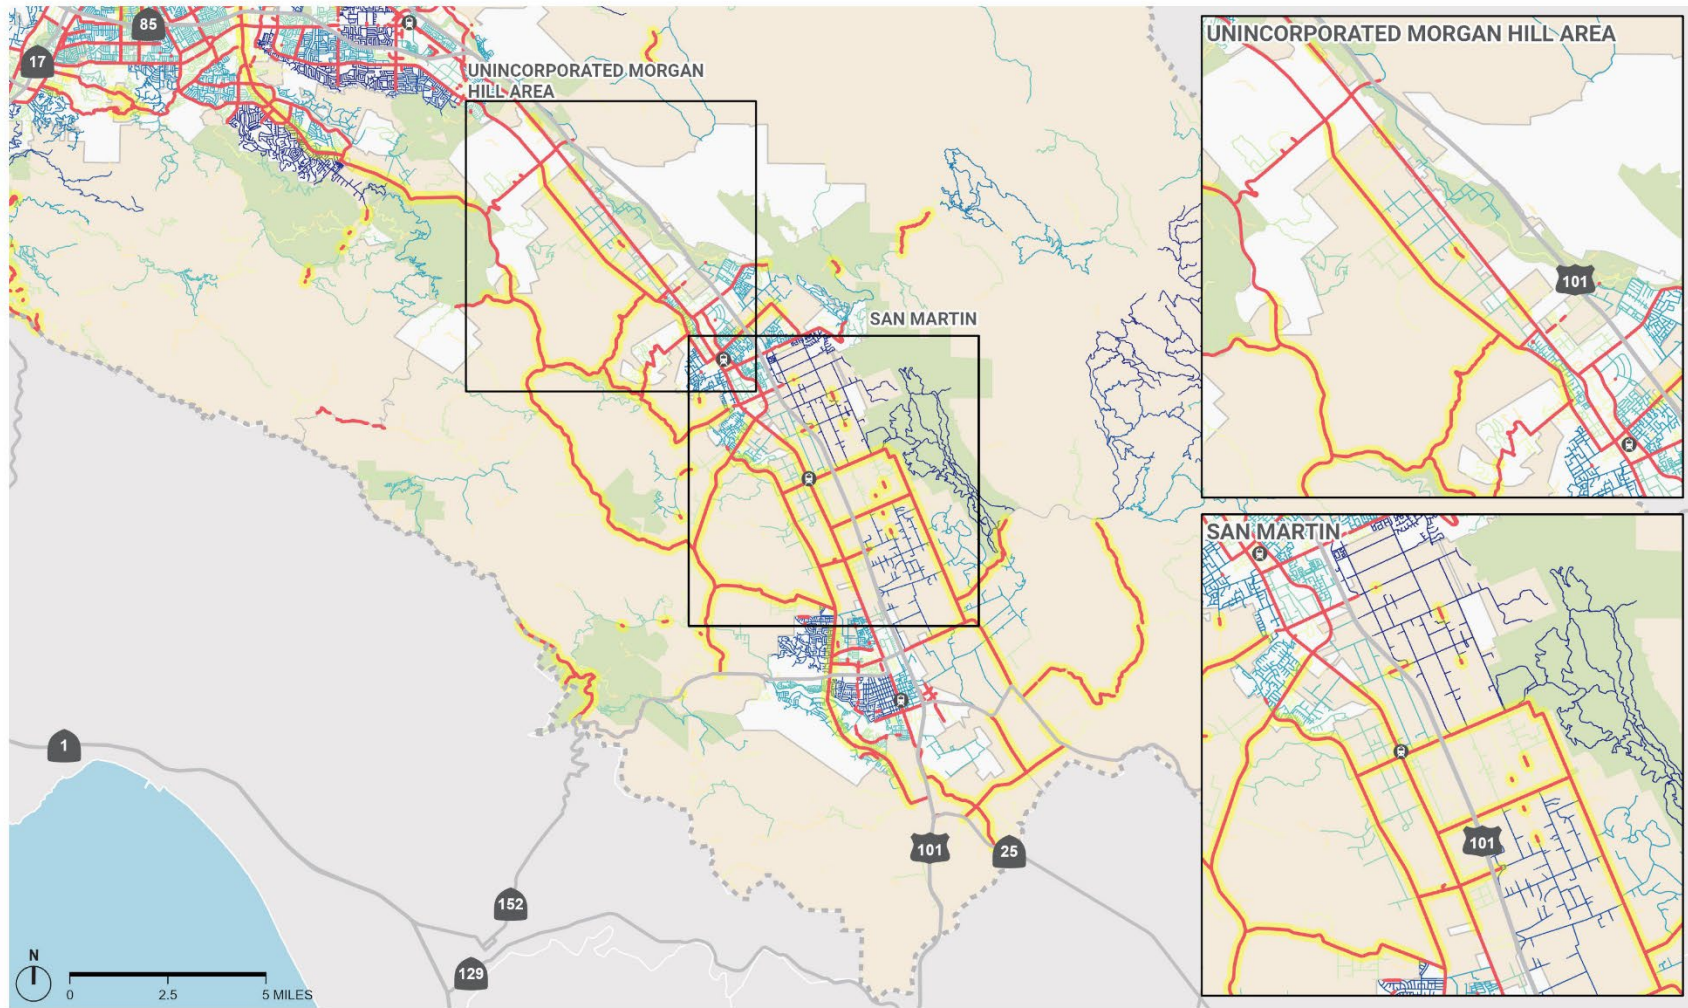 85
17
UNINCORPORATED MORGAN
HILL AREA
SAN MARTIN
1
101
25
152
129
N
0 2.5 5 MILES
UNINCORPORATED MORGAN HILL AREA
101
SAN MARTIN
101